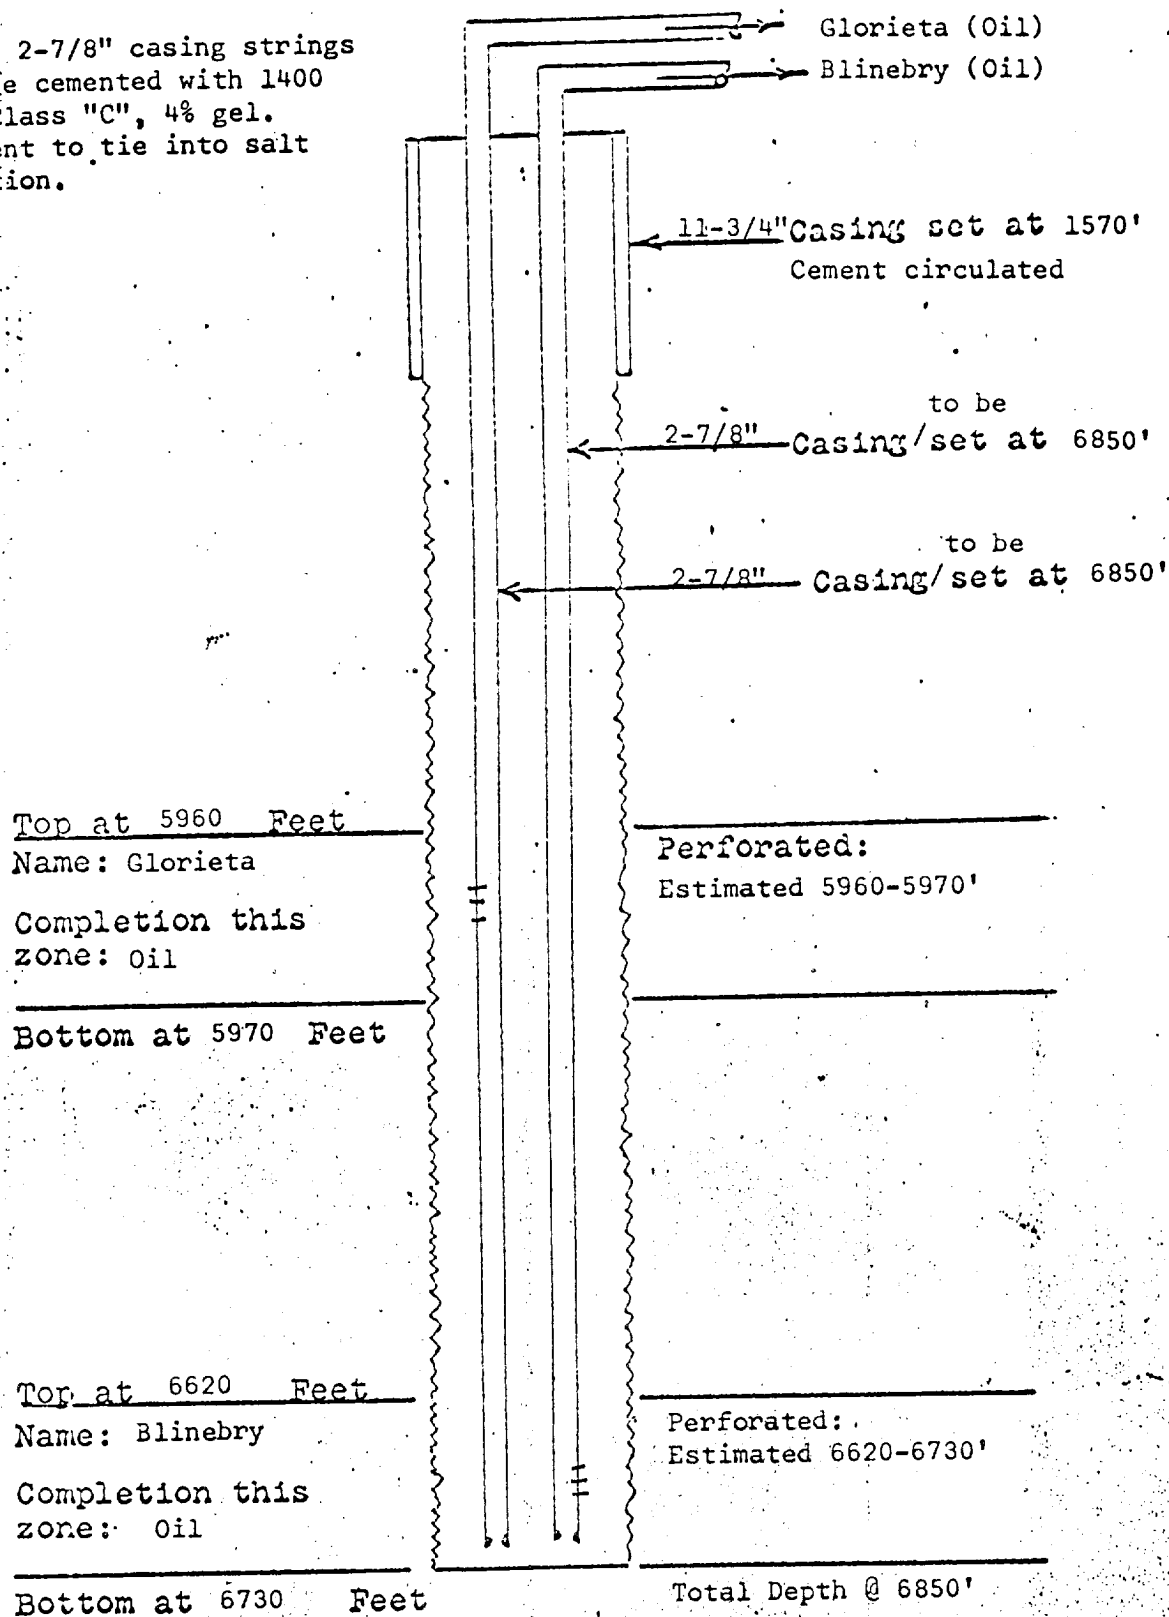 2-7/8" casing strings
e cemented with 1400
lass "C", 4% gel.
ent to tie into salt
tion.
Glorieta (Oil)
Blinebry (Oil)
11-3/4" Casing set at 1570'
Cement circulated
to be
2-7/8" Casing/set at 6850'
to be
2-7/8" Casing/set at 6850'
Top at 5960 Feet
Name: Glorieta
Completion this
zone: Oil
Bottom at 5970 Feet
Perforated:
Estimated 5960-5970'
Top at 6620 Feet
Name: Blinebry
Completion this
zone: Oil
Bottom at 6730 Feet
Perforated:
Estimated 6620-6730'
Total Depth @ 6850'